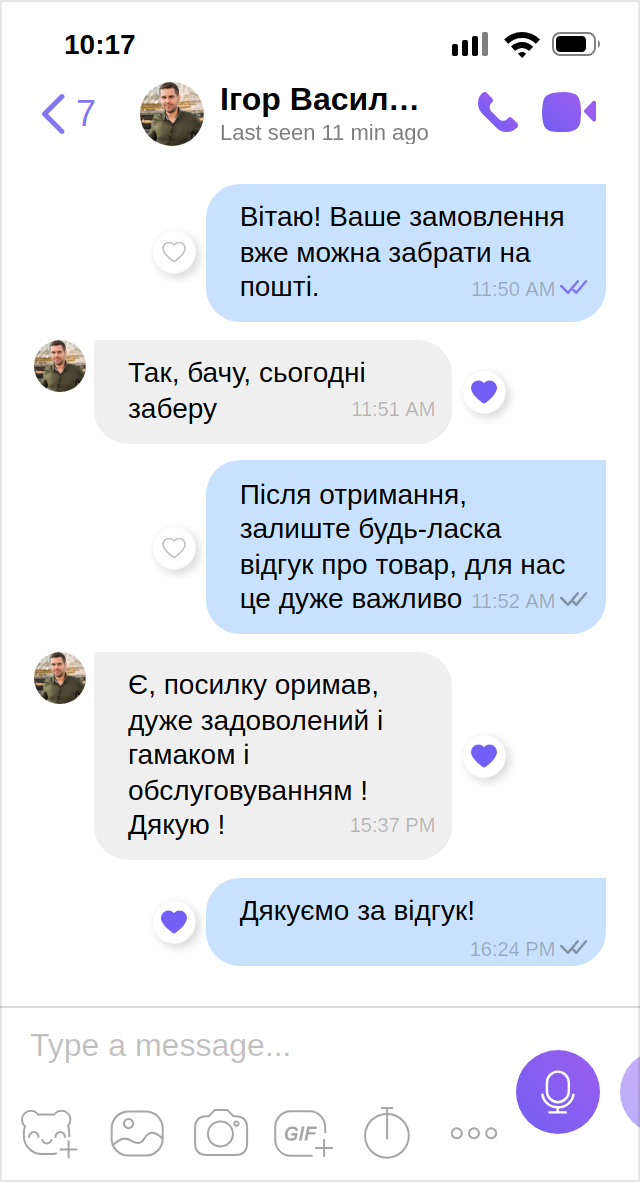 10:17
7
Ігор Васил...
Last seen 11 min ago
Вітаю! Ваше замовлення
вже можна забрати на
пошті.
11:50 AM
Так, бачу, сьогодні
заберу
11:51 AM
Після отримання,
залиште будь-ласка
відгук про товар, для нас
це дуже важливо
11:52 AM
Є, посилку оримав,
дуже задоволений і
гамаком і
обслуговуванням !
Дякую !
15:37 PM
Дякуємо за відгук!
16:24 PM
Type a message...
GIF